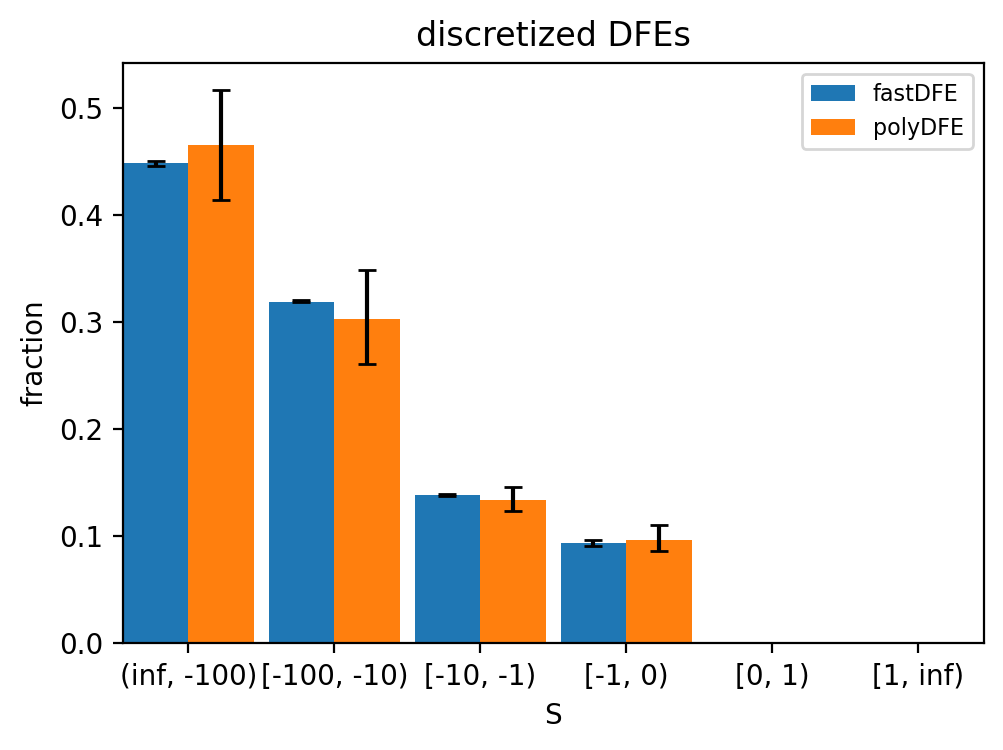 discretized DFEs
fastDFE
polyDFE
fraction
0.5
0.4
0.3
0.2
0.1
0.0
(inf, -100) [-100, -10) [-10, -1) [-1, 0) [0, 1) [1, inf)
S